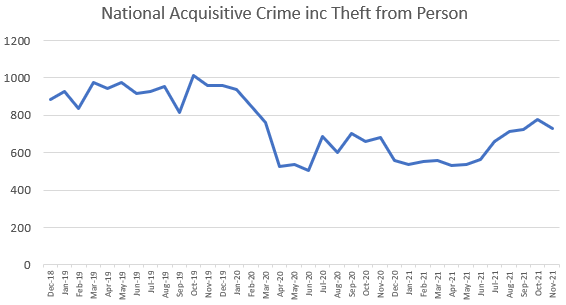 National Acquisitive Crime inc Theft from Person
1200
1000
800
600
400
200
0
Dec-18
Jan-19
Feb-19
Mar-19
Apr-19
May-19
Jun-19
Jul-19
Aug-19
Sep-19
Oct-19
Nov-19
Dec-19
Jan-20
Feb-20
Mar-20
Apr-20
May-20
Jun-20
Jul-20
Aug-20
Sep-20
Oct-20
Nov-20
Dec-20
Jan-21
Feb-21
Mar-21
Apr-21
May-21
Jun-21
Jul-21
Aug-21
Sep-21
Oct-21
Nov-21